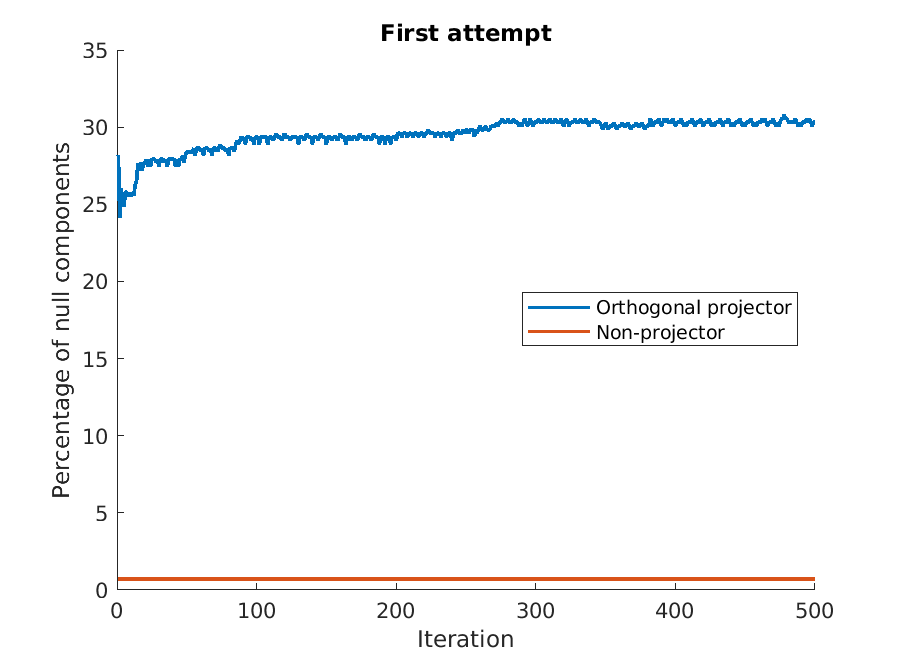 First attempt
35
30
25
20
15
10
5
0
Percentage of null components
Orthogonal projector
Non-projector
0 100 200 300 400 500
Iteration